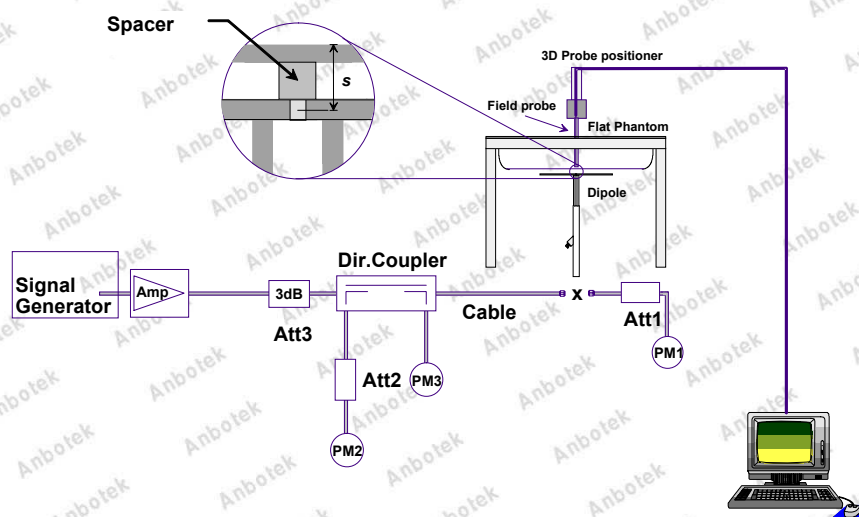 Spacer
s
3D Probe positioner
Field probe
Flat Phantom
Dipole
Signal
Generator
Amp
3dB
Att3
Dir.Coupler
Cable
x
Att1
PM1
Att2
PM3
PM2
Anbotek